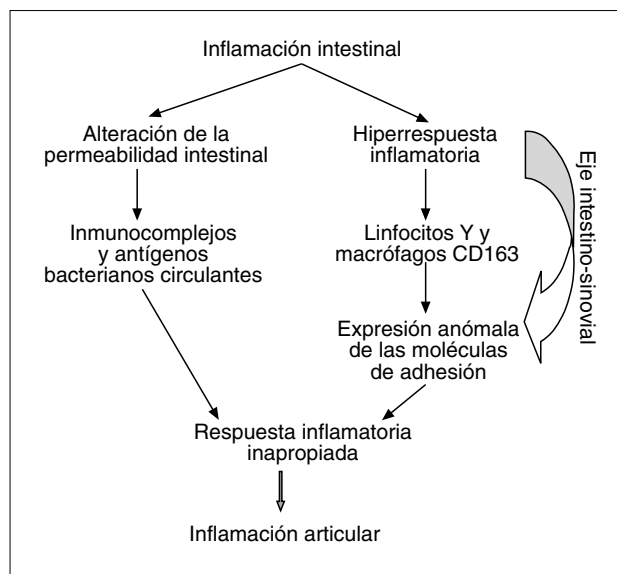 Inflamación intestinal
Alteración de la
permeabilidad intestinal
Hiperrespuesta
inflamatoria
Inmunocomplejos
y antígenos
bacterianos circulantes
Linfocitos Y y
macrófagos CD163
Expresión anómala
de las moléculas
de adhesión
Eje intestino-sinovial
Respuesta inflamatoria
inapropiada
Inflamación articular